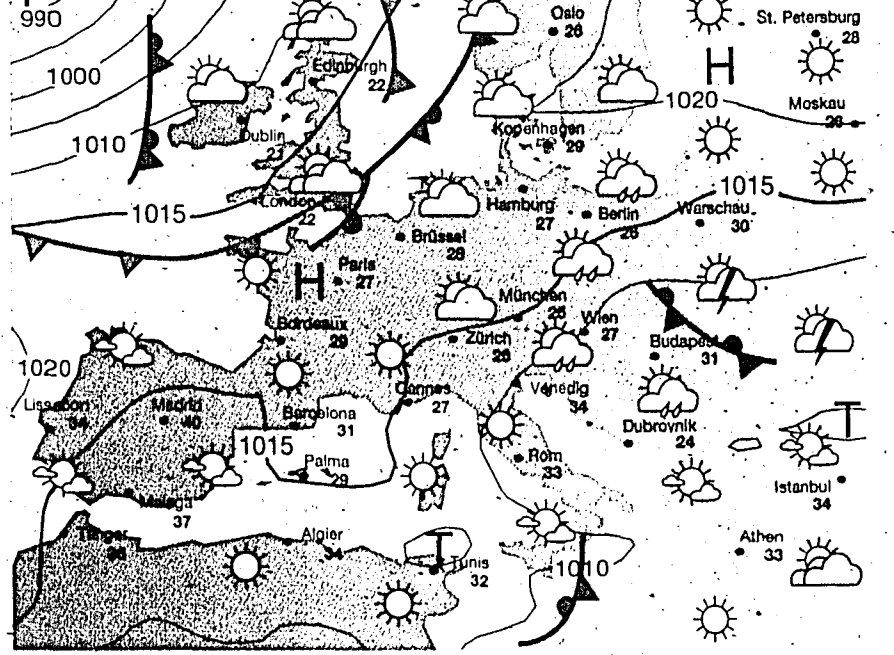 990
Oslo
26
St. Petersburg
28
1000
Edinburgh
22
H
1020
Moskau
1010
Dublin
Kopenhagen
29
1015
1015
London
22
Hamburg
27
Berlin
Warschau
30
Brüssel
28
H
Paris
27
München
Wien
27
Bordeaux
29
Zürich
Budapest
31
1020
Cannes
27
Venedig
34
Lissabon
34
Madrid
40
Barcelona
31
T
1015
Dubrovnik
24
Palma
29
Rom
33
Istanbul
34
Malaga
37
Tanger
Algier
34
T
Tunis
32
Athen
33
1010